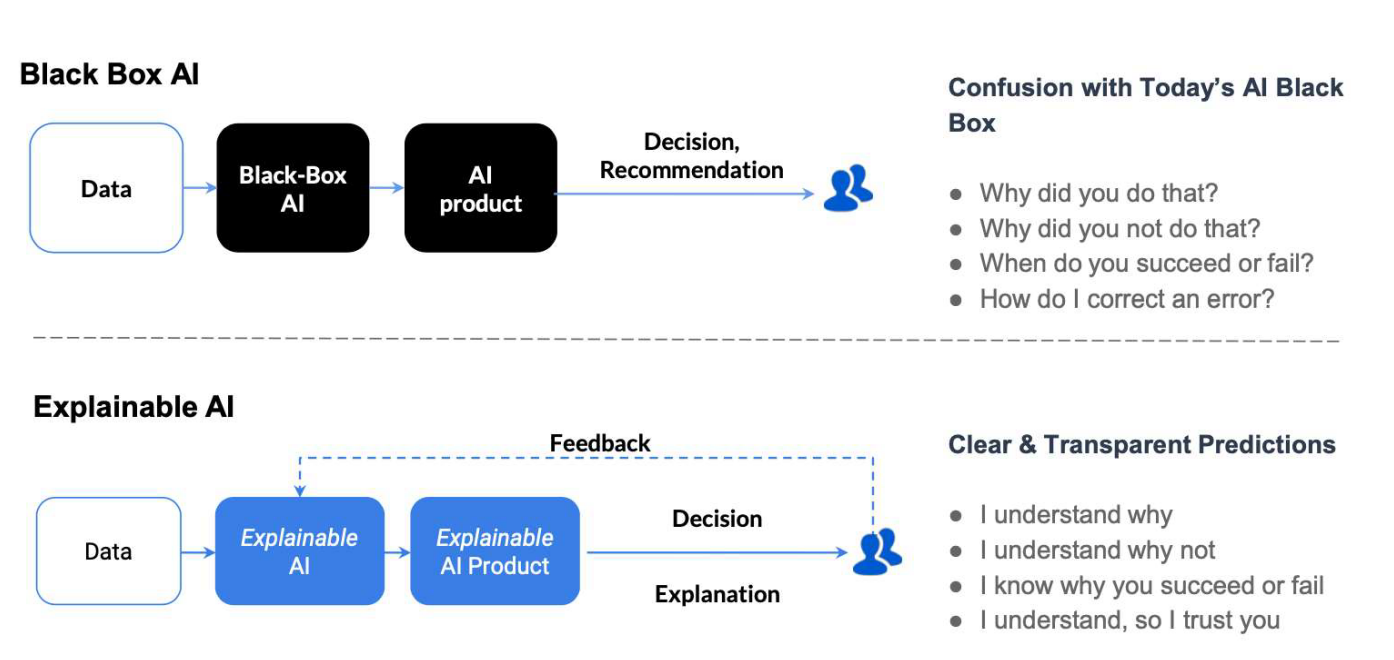 Black Box AI
Data
Black-Box
AI
AI
product
Decision,
Recommendation
Confusion with Today's AI Black
Box
● Why did you do that?
● Why did you not do that?
● When do you succeed or fail?
● How do I correct an error?
Explainable AI
Feedback
Data
Explainable
AI
Explainable
AI Product
Decision
Explanation
Clear & Transparent Predictions
● I understand why
● I understand why not
● I know why you succeed or fail
● I understand, so I trust you